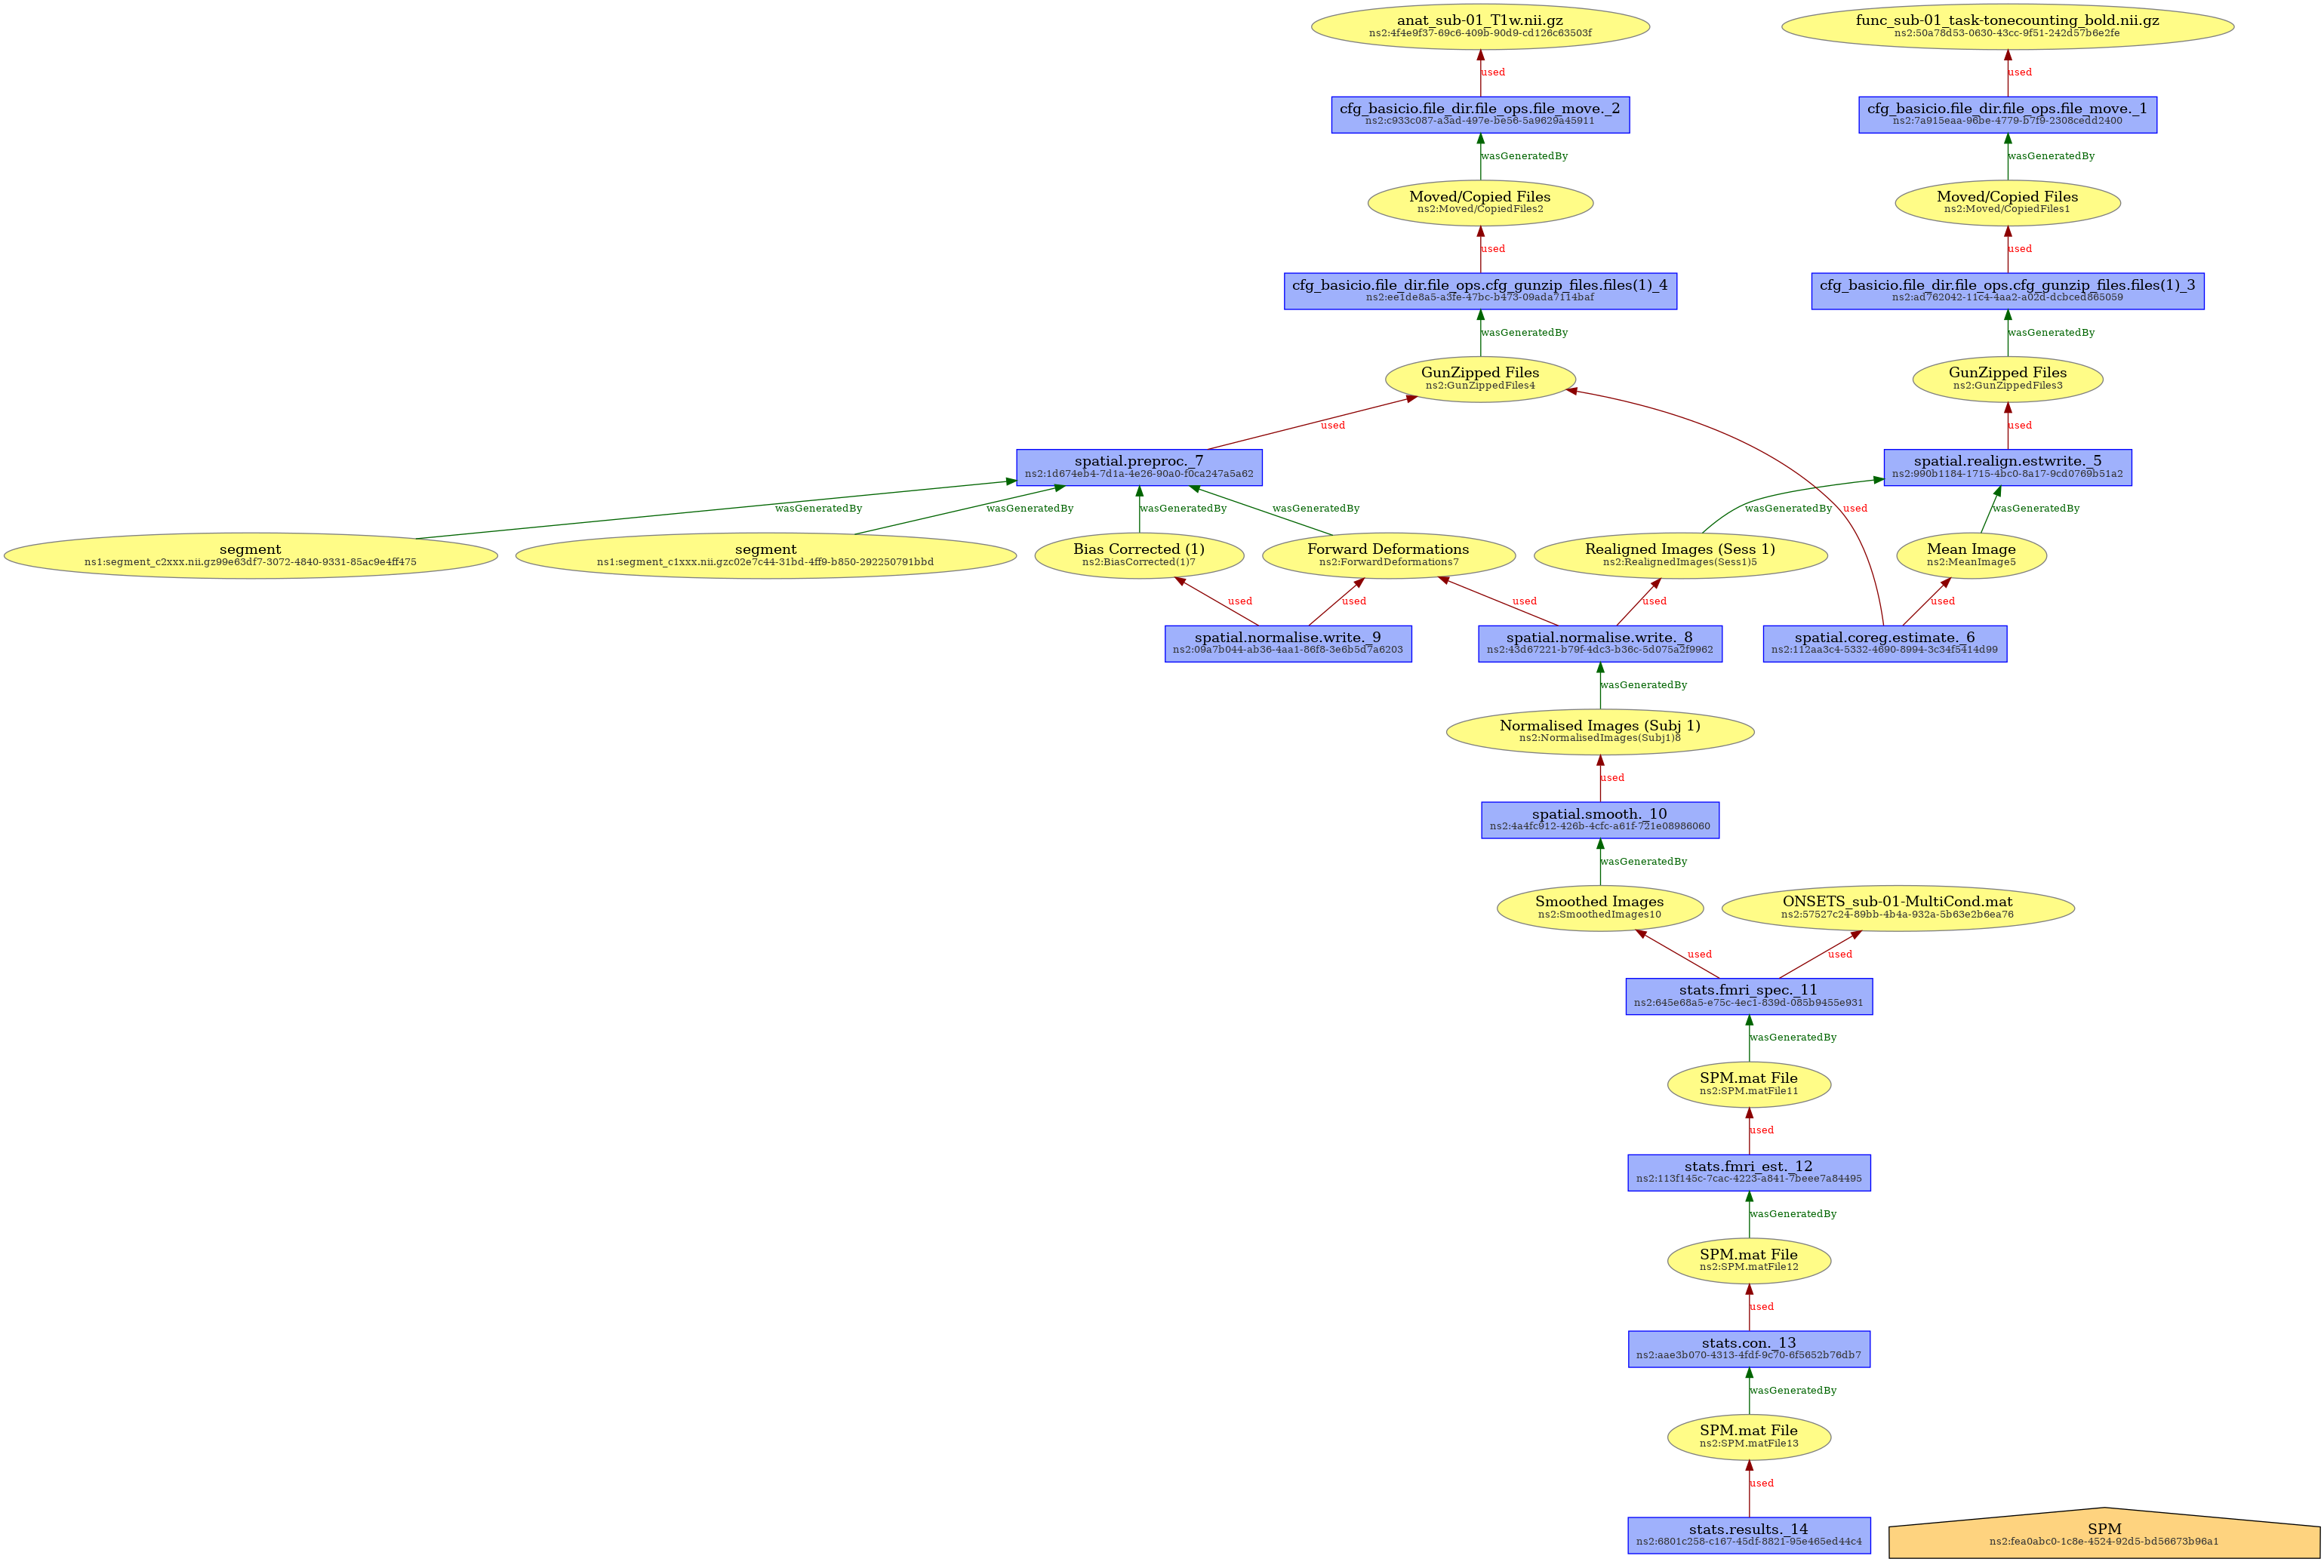 anat_sub-01_T1w.nii.gz
ns2:4f4e9f37-69c6-409b-90d9-cd126c63503f
func_sub-01_task-tonecounting_bold.nii.gz
ns2:50a78d53-0630-43cc-9f51-242d57b6e2fe
used
used
cfg_basicio.file_dir.file_ops.file_move._2
ns2:c933c087-a3ad-497e-be56-5a9629a45911
cfg_basicio.file_dir.file_ops.file_move._1
ns2:7a915eaa-96be-4779-b7f9-2308cedd2400
wasGeneratedBy
wasGeneratedBy
Moved/Copied Files
ns2:Moved/CopiedFiles2
Moved/Copied Files
ns2:Moved/CopiedFiles1
used
used
cfg_basicio.file_dir.file_ops.cfg_gunzip_files.files(1)_4
ns2:ee1de8a5-a3fe-47bc-b473-09ada7114baf
cfg_basicio.file_dir.file_ops.cfg_gunzip_files.files(1)_3
ns2:ad762042-11c4-4aa2-a02d-dcbced865059
wasGeneratedBy
wasGeneratedBy
GunZipped Files
ns2:GunZippedFiles4
GunZipped Files
ns2:GunZippedFiles3
used
used
spatial.preproc._7
ns2:1d674eb4-7d1a-4e26-90a0-f0ca247a5a62
spatial.realign.estwrite._5
ns2:990b1184-1715-4bc0-8a17-9cd0769b51a2
wasGeneratedBy
wasGeneratedBy
wasGeneratedBy
wasGeneratedBy
wasGeneratedBy
used
wasGeneratedBy
segment
ns1:segment_c2xxx.nii.gz99e63df7-3072-4840-9331-85ac9e4ff475
segment
ns1:segment_c1xxx.nii.gzc02e7c44-31bd-4ff9-b850-292250791bbd
Bias Corrected (1)
ns2:BiasCorrected(1)7
Forward Deformations
ns2:ForwardDeformations7
Realigned Images (Sess 1)
ns2:RealignedImages(Sess1)5
Mean Image
ns2:MeanImage5
used
used
used
used
used
spatial.normalise.write._9
ns2:09a7b044-ab36-4aa1-86f8-3e6b5d7a6203
spatial.normalise.write._8
ns2:43d67221-b79f-4dc3-b36c-5d075a2f9962
spatial.coreg.estimate._6
ns2:112aa3c4-5332-4690-8994-3c34f5414d99
wasGeneratedBy
Normalised Images (Subj 1)
ns2:NormalisedImages(Subj1)8
used
spatial.smooth._10
ns2:4a4fc912-426b-4cfc-a61f-721e08986060
wasGeneratedBy
Smoothed Images
ns2:SmoothedImages10
ONSETS_sub-01-MultiCond.mat
ns2:57527c24-89bb-4b4a-932a-5b63e2b6ea76
used
used
stats.fmri_spec._11
ns2:645e68a5-e75c-4ec1-839d-085b9455e931
wasGeneratedBy
SPM.mat File
ns2:SPM.matFile11
used
stats.fmri_est._12
ns2:113f145c-7cac-4223-a841-7beee7a84495
wasGeneratedBy
SPM.mat File
ns2:SPM.matFile12
used
stats.con._13
ns2:aae3b070-4313-4fdf-9c70-6f5652b76db7
wasGeneratedBy
SPM.mat File
ns2:SPM.matFile13
used
stats.results._14
ns2:6801c258-c167-45df-8821-95e465ed44c4
SPM
ns2:fea0abc0-1c8e-4524-92d5-bd56673b96a1